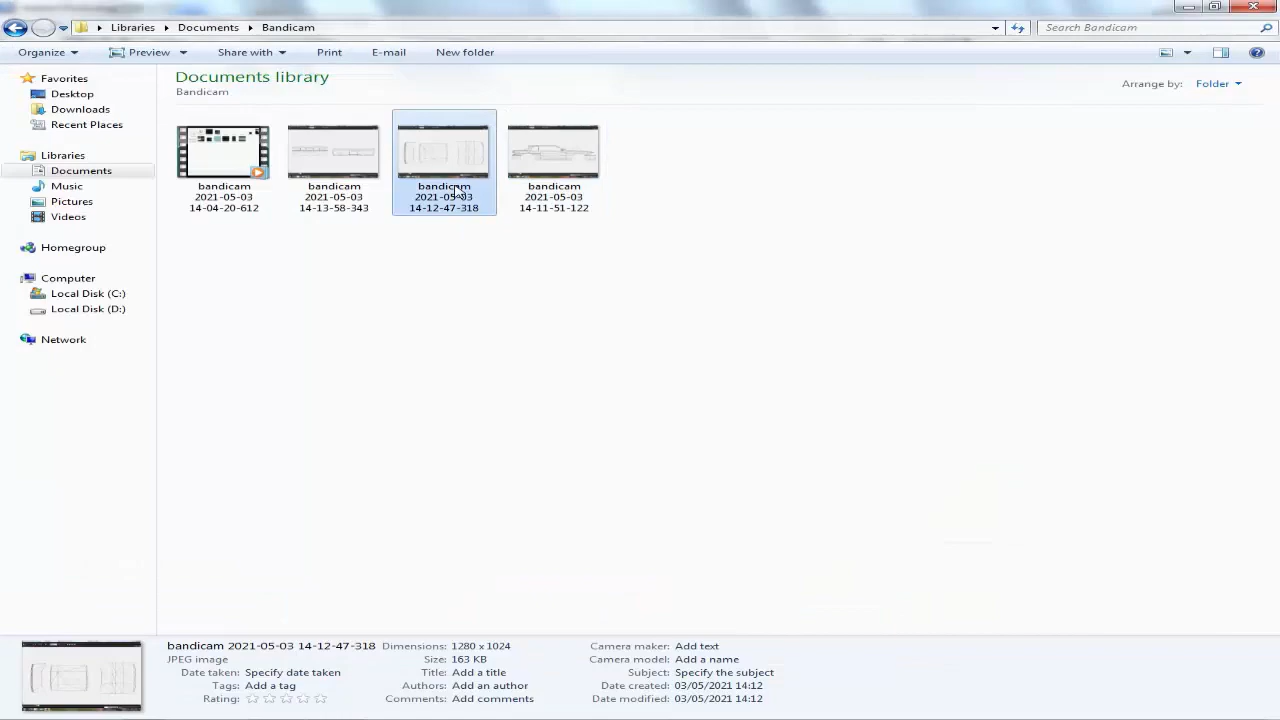 Libraries Documents Bandicam
Search Bandicam
Organize Preview Share with Print E-mail New folder
Favorites
Desktop
Downloads
Recent Places
Libraries
Documents
Music
Pictures
Videos
Homegroup
Computer
Local Disk (C:)
Local Disk (D:)
Network
Documents library
Bandicam
Arrange by: Folder
bandicam
2021-05-03
14-04-20-612
bandicam
2021-05-03
14-13-58-343
bandicam
2021-05-03
14-12-47-318
bandicam
2021-05-03
14-11-51-122
bandicam 2021-05-03 14-12-47-318
JPEG image
Date taken: Specify date taken
Tags: Add a tag
Rating:
Dimensions: 1280 x 1024
Size: 163 KB
Title: Add a title
Authors: Add an author
Comments: Add comments
Camera maker: Add text
Camera model: Add a name
Subject: Specify the subject
Date created: 03/05/2021 14:12
Date modified: 03/05/2021 14:12